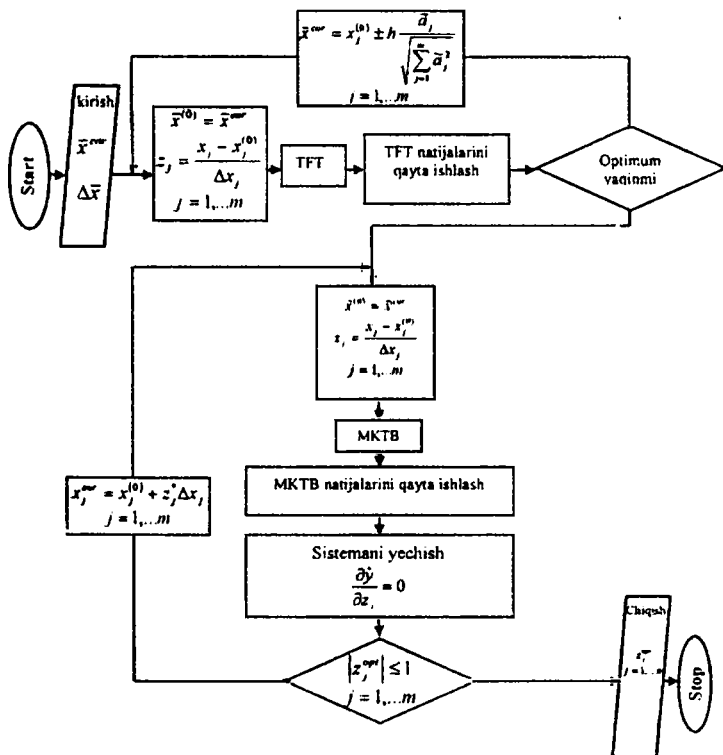 x̄^cur = x_j^(0) ± h ã_j / √(∑_{j=1}^{m} ã_j²)
j = 1,...m
Start
kirish
x̄^cur
Δx̄
x̄^(0) = x̄^cur
z_j = (x_j − x_j^(0)) / Δx_j
j = 1,...m
TFT
TFT natijalarini
qayta ishlash
Optimum
yaqinmi
x̄^(0) = x̄^cur
z_j = (x_j − x_j^(0)) / Δx_j
j = 1,...m
MKTB
MKTB natijalarini qayta ishlash
x_j^cur = x_j^(0) + z_j^* Δx_j
j = 1,...m
Sistemani yechish
∂ŷ / ∂z_j = 0
|z_j^opt| ≤ 1
j = 1,...m
Chiqish
j = 1,...m
Stop